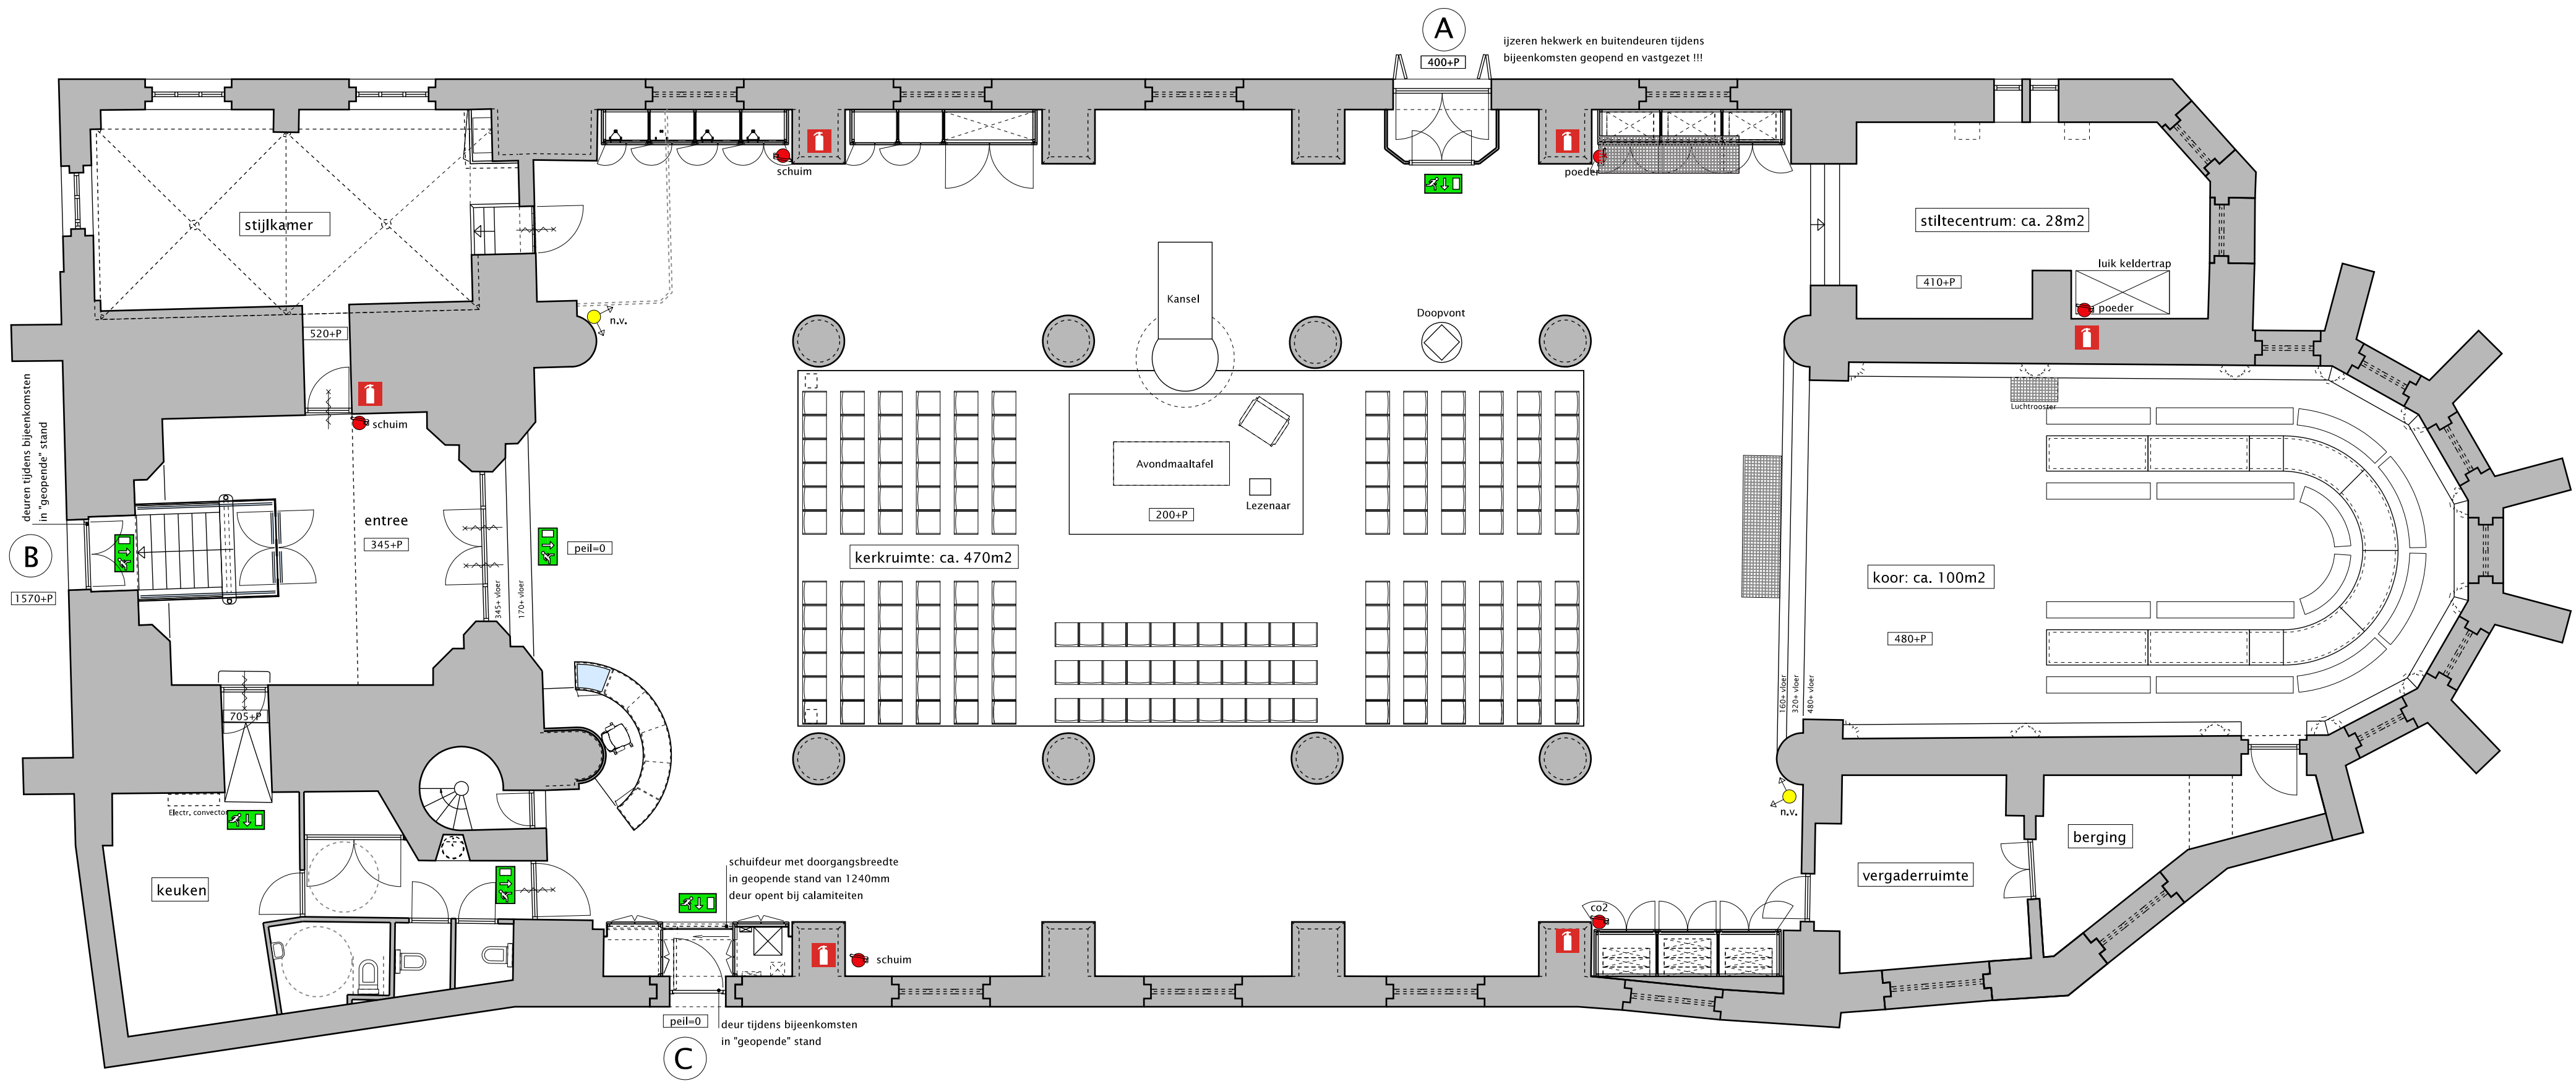 A
400+P
ijzeren hekwerk en buitendeuren tijdens
bijeenkomsten geopend en vastgezet !!!
schuim
poeder
stijlkamer
stiltecentrum: ca. 28m2
luik keldertrap
410+P
poeder
Kansel
Doopvont
n.v.
520+P
deuren tijdens bijeenkomsten
in "geopende" stand
schuim
Luchtrooster
Avondmaaltafel
Lezenaar
200+P
entree
345+P
peil=0
B
1570+P
kerkruimte: ca. 470m2
koor: ca. 100m2
480+P
345+ vloer
170+ vloer
160+ vloer
320+ vloer
480+ vloer
705+P
Electr. convector
n.v.
berging
keuken
vergaderruimte
schuifdeur met doorgangsbreedte
in geopende stand van 1240mm
deur opent bij calamiteiten
co2
schuim
peil=0
deur tijdens bijeenkomsten
in "geopende" stand
C